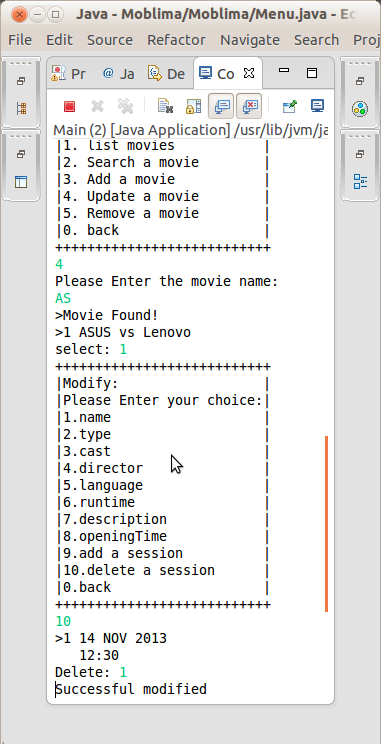 Java - Moblima/Moblima/Menu.java - Ec
File Edit Source Refactor Navigate Search Proj
Pr Ja De Co
Main (2) [Java Application] /usr/lib/jvm/ja
|1. list movies |
|2. Search a movie |
|3. Add a movie |
|4. Update a movie |
|5. Remove a movie |
|0. back |
+++++++++++++++++++++++++++
4
Please Enter the movie name:
AS
>Movie Found!
>1 ASUS vs Lenovo
select: 1
+++++++++++++++++++++++++++
|Modify: |
|Please Enter your choice:|
|1.name |
|2.type |
|3.cast |
|4.director |
|5.language |
|6.runtime |
|7.description |
|8.openingTime |
|9.add a session |
|10.delete a session |
|0.back |
+++++++++++++++++++++++++++
10
>1 14 NOV 2013
12:30
Delete: 1
Successful modified